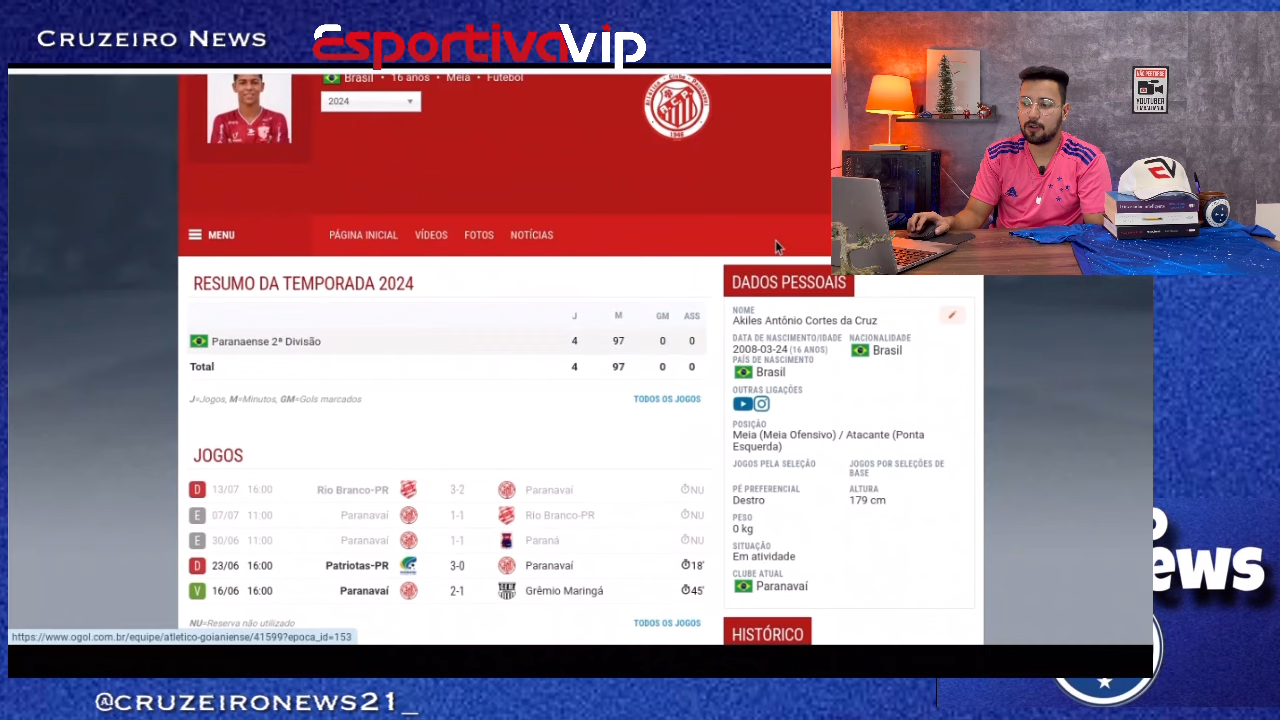 Cruzeiro News
EsportivaVip
Brasil • 16 anos • Meia • Futebol
2024
1946
NÃO PERTURBE
YOUTUBER
MENU
PÁGINA INICIAL VÍDEOS FOTOS NOTÍCIAS
RESUMO DA TEMPORADA 2024
J M GM ASS
Paranaense 2ª Divisão 4 97 0 0
Total 4 97 0 0
J=Jogos, M=Minutos, GM=Gols marcados TODOS OS JOGOS
JOGOS
D 13/07 16:00 Rio Branco-PR 3-2 Paranavaí NU
E 07/07 11:00 Paranavaí 1-1 Rio Branco-PR NU
E 30/06 11:00 Paranavaí 1-1 Paraná NU
D 23/06 16:00 Patriotas-PR 3-0 Paranavaí 18'
V 16/06 16:00 Paranavaí 2-1 Grêmio Maringá 45'
NU=Reserva não utilizado TODOS OS JOGOS
https://www.ogol.com.br/equipe/atletico-goianiense/41599?epoca_id=153
DADOS PESSOAIS
NOME
Akiles Antônio Cortes da Cruz
DATA DE NASCIMENTO/IDADE NACIONALIDADE
2008-03-24 (16 ANOS) Brasil
PAÍS DE NASCIMENTO
Brasil
OUTRAS LIGAÇÕES
POSIÇÃO
Meia (Meia Ofensivo) / Atacante (Ponta
Esquerda)
JOGOS PELA SELEÇÃO JOGOS POR SELEÇÕES DE
BASE
PÉ PREFERENCIAL ALTURA
Destro 179 cm
PESO
0 kg
SITUAÇÃO
Em atividade
CLUBE ATUAL
Paranavaí
HISTÓRICO
ews
@cruzeironews21_